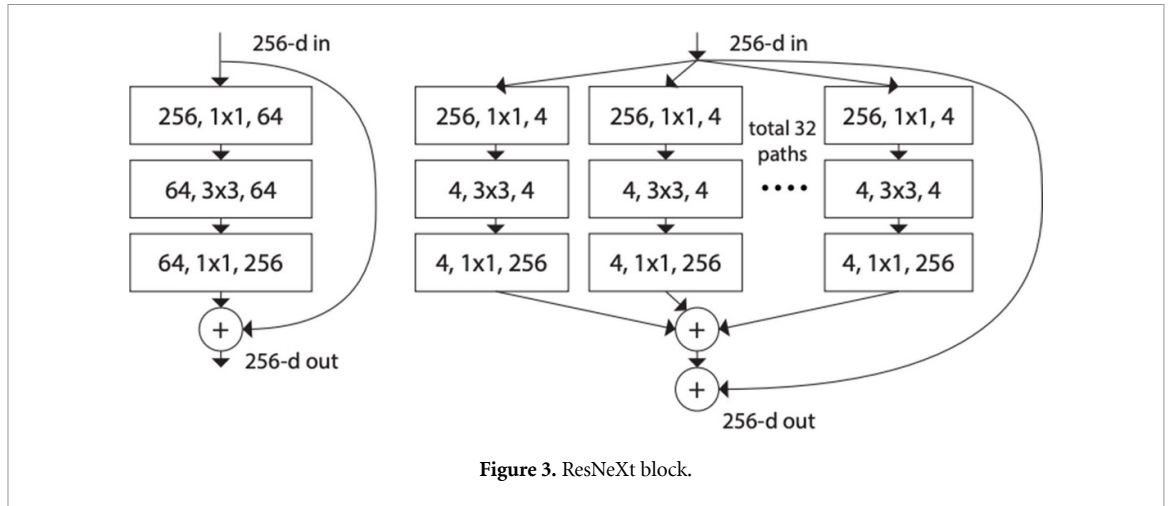 256-d in
256, 1x1, 64
64, 3x3, 64
64, 1x1, 256
+
256-d out
256-d in
256, 1x1, 4
256, 1x1, 4
total 32
paths
256, 1x1, 4
4, 3x3, 4
4, 3x3, 4
....
4, 3x3, 4
4, 1x1, 256
4, 1x1, 256
4, 1x1, 256
+
+
256-d out
Figure 3. ResNeXt block.